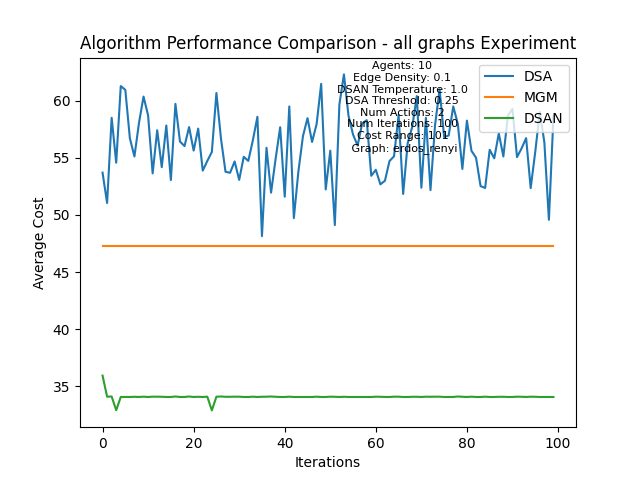 Algorithm Performance Comparison - all graphs Experiment
Agents: 10
Edge Density: 0.1
DSAN Temperature: 1.0
DSA Threshold: 0.25
Num Actions: 2
Num Iterations: 100
Cost Range: 101
Graph: erdos_renyi
DSA
MGM
DSAN
Average Cost
60
55
50
45
40
35
0 20 40 60 80 100
Iterations